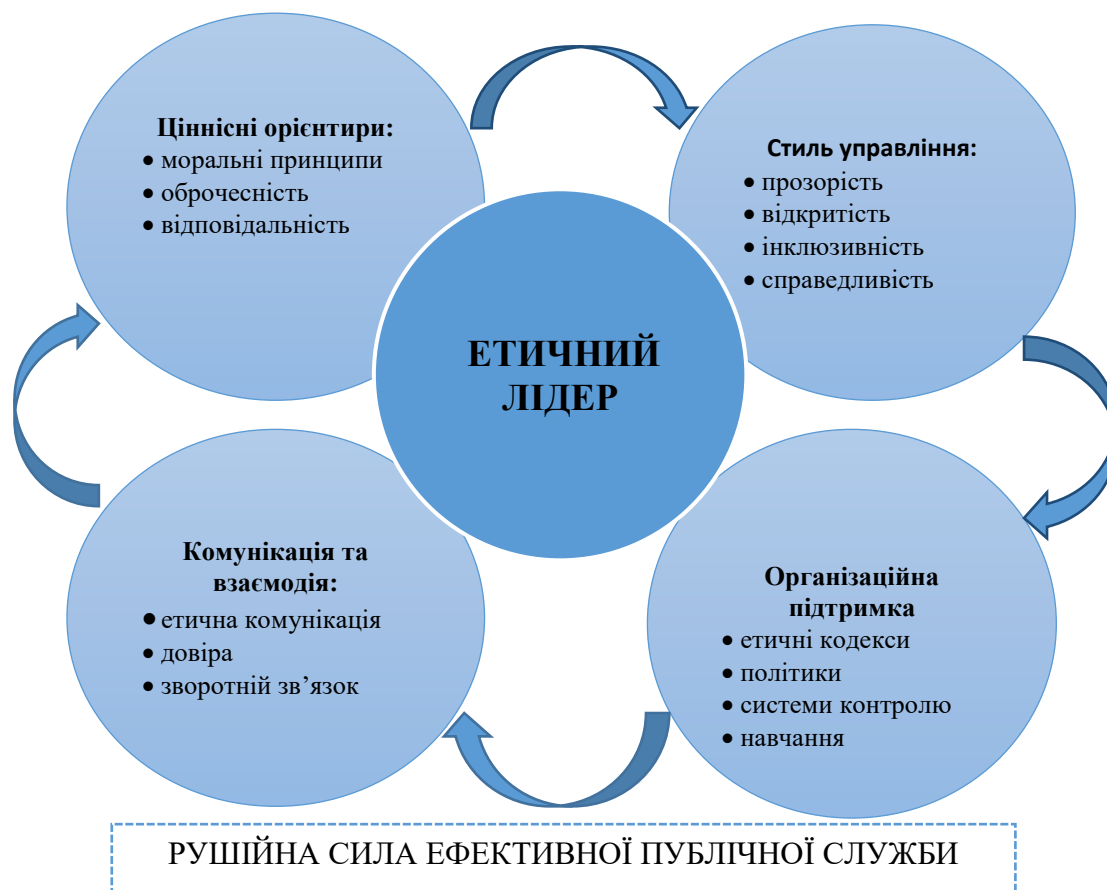 Ціннісні орієнтири:
• моральні принципи
• оброчесність
• відповідальність
Стиль управління:
• прозорість
• відкритість
• інклюзивність
• справедливість
ЕТИЧНИЙ
ЛІДЕР
Комунікація та
взаємодія:
• етична комунікація
• довіра
• зворотній зв’язок
Організаційна
підтримка
• етичні кодекси
• політики
• системи контролю
• навчання
РУШІЙНА СИЛА ЕФЕКТИВНОЇ ПУБЛІЧНОЇ СЛУЖБИ